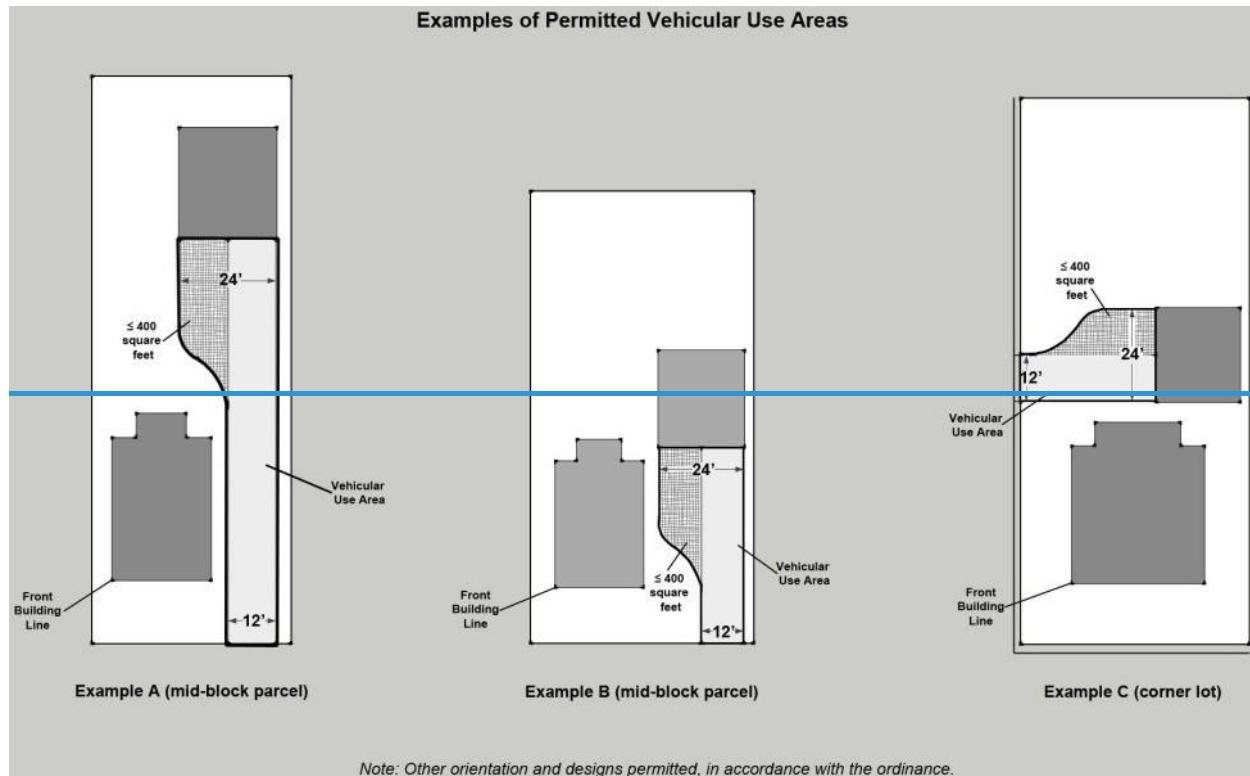 Examples of Permitted Vehicular Use Areas
24'
≤ 400
square
feet
Vehicular
Use Area
Front
Building
Line
12'
Example A (mid-block parcel)
24'
≤ 400
square
feet
Vehicular
Use Area
Front
Building
Line
12'
Example B (mid-block parcel)
≤ 400
square
feet
24'
12'
Vehicular
Use Area
Front
Building
Line
Example C (corner lot)
Note: Other orientation and designs permitted, in accordance with the ordinance.